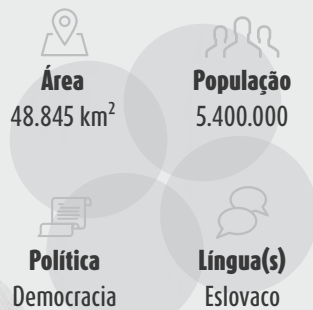 Área
48.845 km²
População
5.400.000
Política
Democracia
Língua(s)
Eslovaco